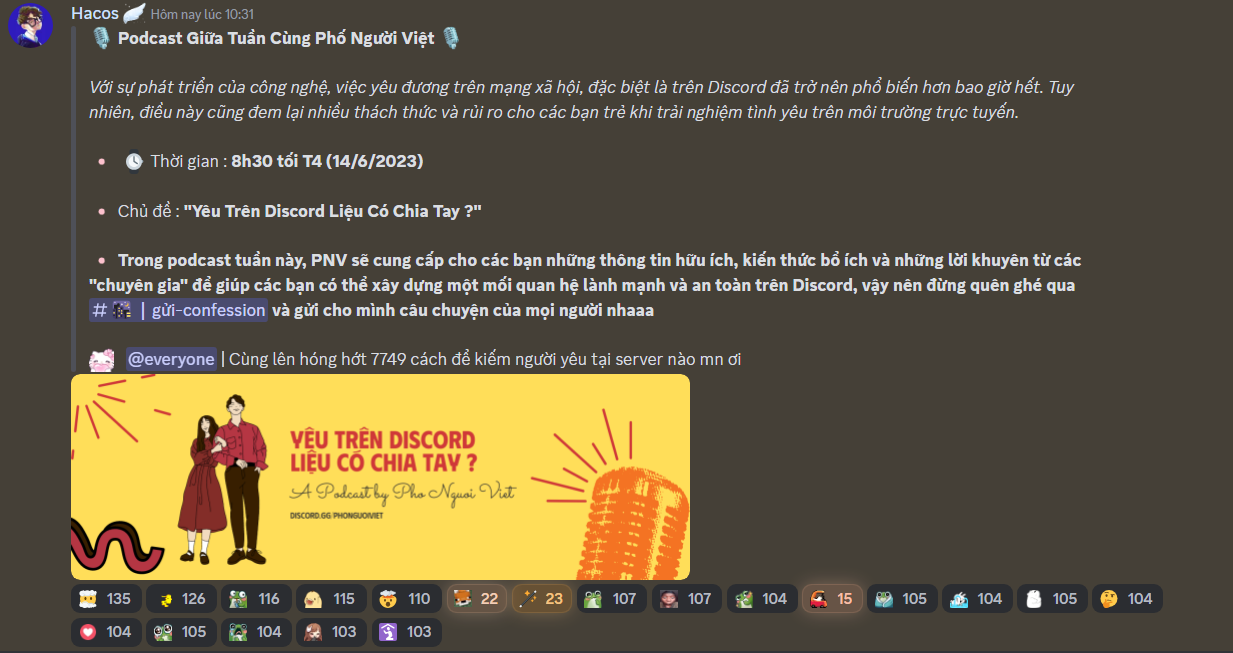 Hacos Hôm nay lúc 10:31
Podcast Giữa Tuần Cùng Phố Người Việt
Với sự phát triển của công nghệ, việc yêu đương trên mạng xã hội, đặc biệt là trên Discord đã trở nên phổ biến hơn bao giờ hết. Tuy
nhiên, điều này cũng đem lại nhiều thách thức và rủi ro cho các bạn trẻ khi trải nghiệm tình yêu trên môi trường trực tuyến.
• Thời gian : 8h30 tối T4 (14/6/2023)
• Chủ đề : "Yêu Trên Discord Liệu Có Chia Tay ?"
• Trong podcast tuần này, PNV sẽ cung cấp cho các bạn những thông tin hữu ích, kiến thức bổ ích và những lời khuyên từ các
"chuyên gia" để giúp các bạn có thể xây dựng một mối quan hệ lành mạnh và an toàn trên Discord, vậy nên đừng quên ghé qua
# | gửi-confession và gửi cho mình câu chuyện của mọi người nhaaa
@everyone | Cùng lên hóng hớt 7749 cách để kiếm người yêu tại server nào mn ơi
YÊU TRÊN DISCORD
LIỆU CÓ CHIA TAY ?
A Podcast by Pho Nguoi Viet
DISCORD.GG/PHONGUOIVIET
135 126 116 115 110 22 23 107 107 104 15 105 104 105 104
104 105 104 103 103